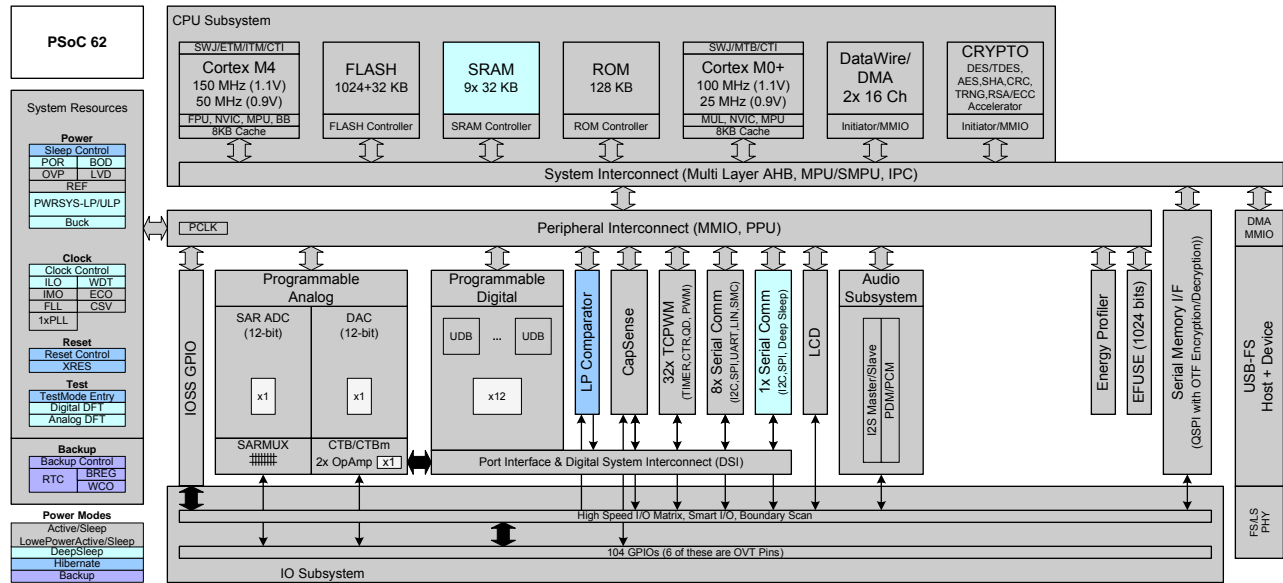 PSoC 62
System Resources
Power
Sleep Control
POR BOD
OVP LVD
REF
PWRSYS-LP/ULP
Buck
Clock
Clock Control
ILO WDT
IMO ECO
FLL CSV
1xPLL
Reset
Reset Control
XRES
Test
TestMode Entry
Digital DFT
Analog DFT
Backup
Backup Control
RTC BREG
WCO
Power Modes
Active/Sleep
LowePowerActive/Sleep
DeepSleep
Hibernate
Backup
CPU Subsystem
SWJ/ETM/ITM/CTI
Cortex M4
150 MHz (1.1V)
50 MHz (0.9V)
FPU, NVIC, MPU, BB
8KB Cache
FLASH
1024+32 KB
FLASH Controller
SRAM
9x 32 KB
SRAM Controller
ROM
128 KB
ROM Controller
SWJ/MTB/CTI
Cortex M0+
100 MHz (1.1V)
25 MHz (0.9V)
MUL, NVIC, MPU
8KB Cache
DataWire/
DMA
2x 16 Ch
Initiator/MMIO
CRYPTO
DES/TDES,
AES,SHA,CRC,
TRNG,RSA/ECC
Accelerator
Initiator/MMIO
System Interconnect (Multi Layer AHB, MPU/SMPU, IPC)
PCLK
Peripheral Interconnect (MMIO, PPU)
IOSS GPIO
Programmable
Analog
SAR ADC
(12-bit)
x1
SARMUX
DAC
(12-bit)
x1
CTB/CTBm
2x OpAmp x1
Programmable
Digital
UDB ... UDB
x12
Port Interface & Digital System Interconnect (DSI)
LP Comparator
CapSense
32x TCPWM
(TIMER,CTR,QD, PWM)
8x Serial Comm
(I2C,SPI,UART,LIN,SMC)
1x Serial Comm
(I2C,SPI, Deep Sleep)
LCD
Audio
Subsystem
I2S Master/Slave
PDM/PCM
Energy Profiler
EFUSE (1024 bits)
Serial Memory I/F
(QSPI with OTF Encryption/Decryption))
DMA
MMIO
USB-FS
Host + Device
FS/LS
PHY
High Speed I/O Matrix, Smart I/O, Boundary Scan
104 GPIOs (6 of these are OVT Pins)
IO Subsystem